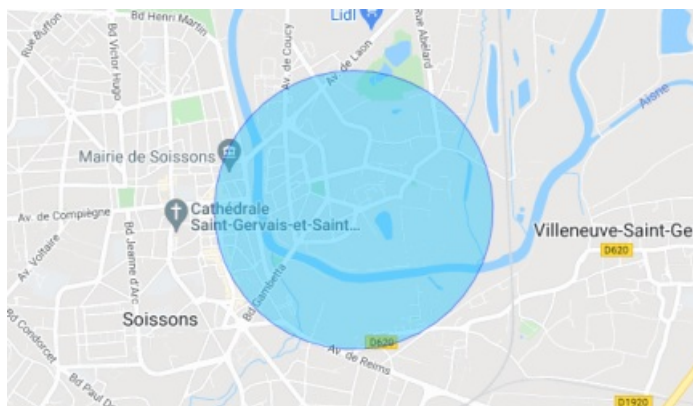 Bd Henri Martin
Lidl
Rue Abélard
Rue Buffon
Bd Victor Hugo
Av. de Coucy
Av. de Laon
Aisne
Mairie de Soissons
Cathédrale
Saint-Gervais-et-Saint...
Av. de Compiègne
Av. Voltaire
Bd Jeanne d'Arc
Villeneuve-Saint-Ge
D620
Bd Gambetta
Soissons
Bd Condorcet
D620
Av. de Reims
Bd Paul D
D1920